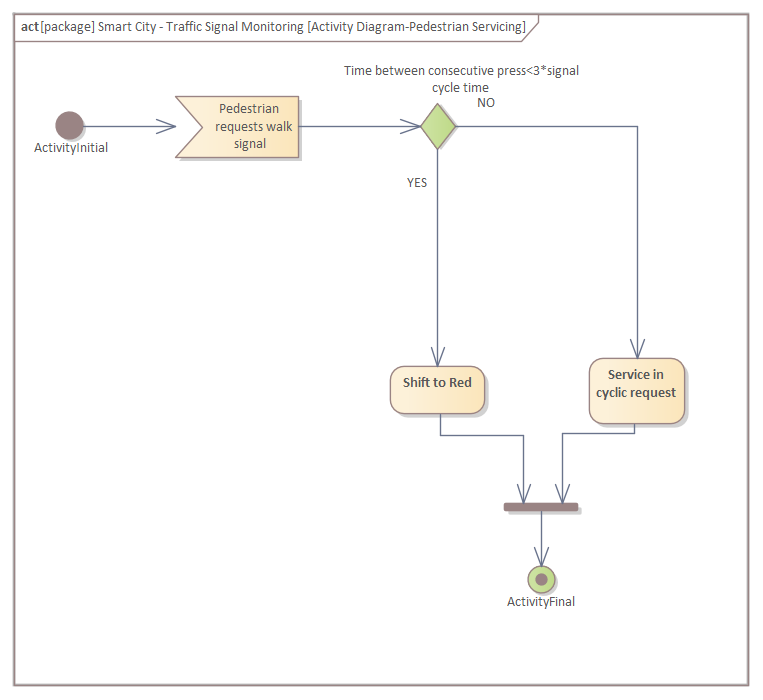 act[package] Smart City - Traffic Signal Monitoring [Activity Diagram-Pedestrian Servicing]
Time between consecutive press<3*signal
cycle time
NO
Pedestrian
requests walk
signal
ActivityInitial
YES
Shift to Red
Service in
cyclic request
ActivityFinal